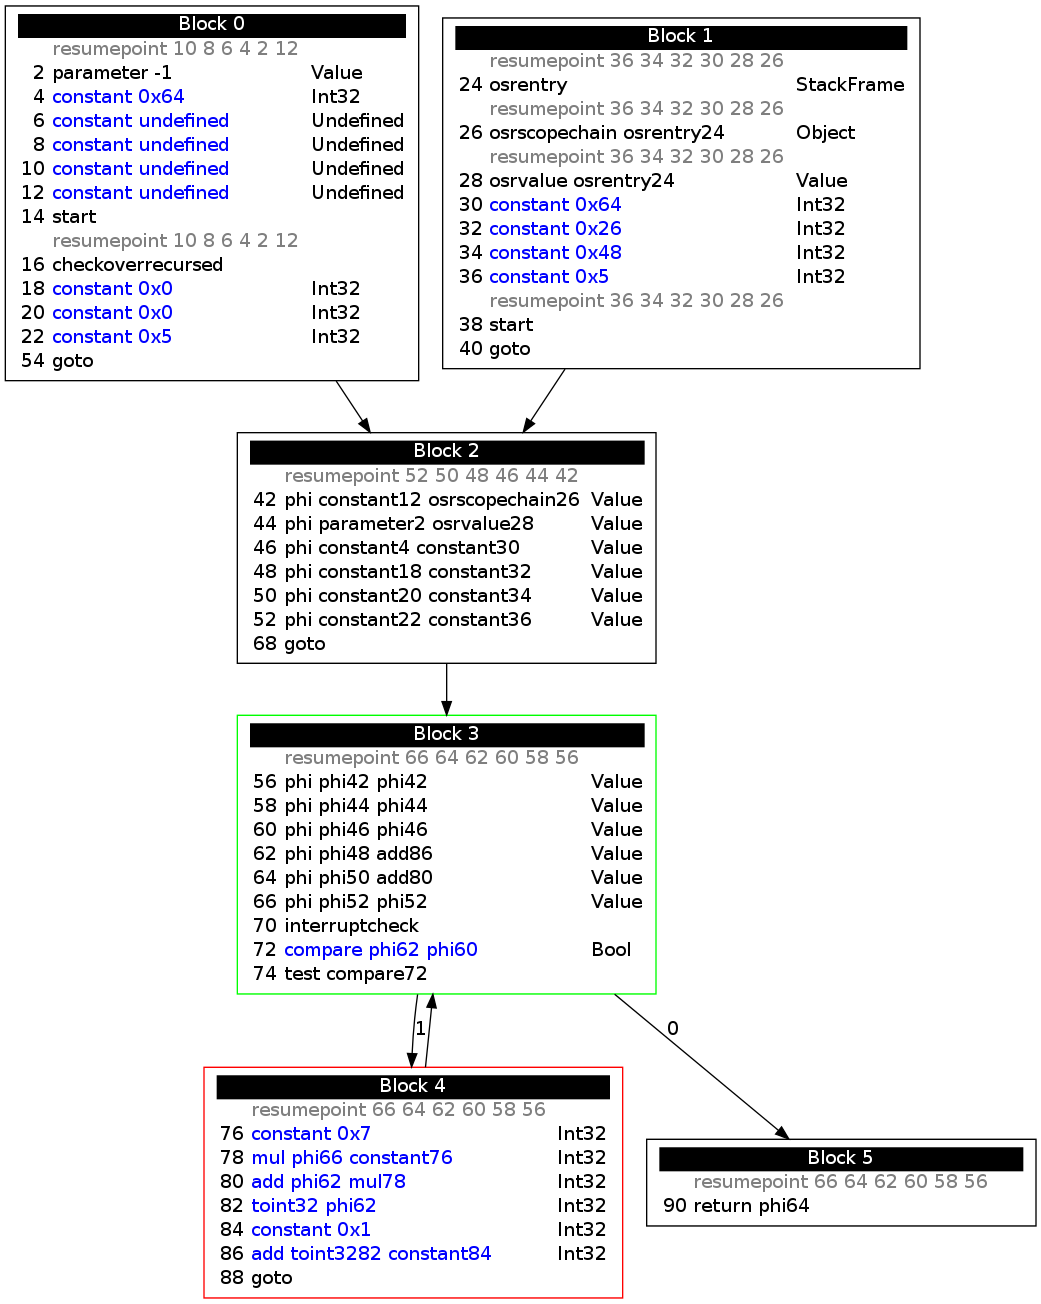 Block 0
resumepoint 10 8 6 4 2 12
2 parameter -1 Value
4 constant 0x64 Int32
6 constant undefined Undefined
8 constant undefined Undefined
10 constant undefined Undefined
12 constant undefined Undefined
14 start
resumepoint 10 8 6 4 2 12
16 checkoverrecursed
18 constant 0x0 Int32
20 constant 0x0 Int32
22 constant 0x5 Int32
54 goto
Block 1
resumepoint 36 34 32 30 28 26
24 osrentry StackFrame
resumepoint 36 34 32 30 28 26
26 osrscopechain osrentry24 Object
resumepoint 36 34 32 30 28 26
28 osrvalue osrentry24 Value
30 constant 0x64 Int32
32 constant 0x26 Int32
34 constant 0x48 Int32
36 constant 0x5 Int32
resumepoint 36 34 32 30 28 26
38 start
40 goto
Block 2
resumepoint 52 50 48 46 44 42
42 phi constant12 osrscopechain26 Value
44 phi parameter2 osrvalue28 Value
46 phi constant4 constant30 Value
48 phi constant18 constant32 Value
50 phi constant20 constant34 Value
52 phi constant22 constant36 Value
68 goto
Block 3
resumepoint 66 64 62 60 58 56
56 phi phi42 phi42 Value
58 phi phi44 phi44 Value
60 phi phi46 phi46 Value
62 phi phi48 add86 Value
64 phi phi50 add80 Value
66 phi phi52 phi52 Value
70 interruptcheck
72 compare phi62 phi60 Bool
74 test compare72
1
0
Block 4
resumepoint 66 64 62 60 58 56
76 constant 0x7 Int32
78 mul phi66 constant76 Int32
80 add phi62 mul78 Int32
82 toint32 phi62 Int32
84 constant 0x1 Int32
86 add toint3282 constant84 Int32
88 goto
Block 5
resumepoint 66 64 62 60 58 56
90 return phi64